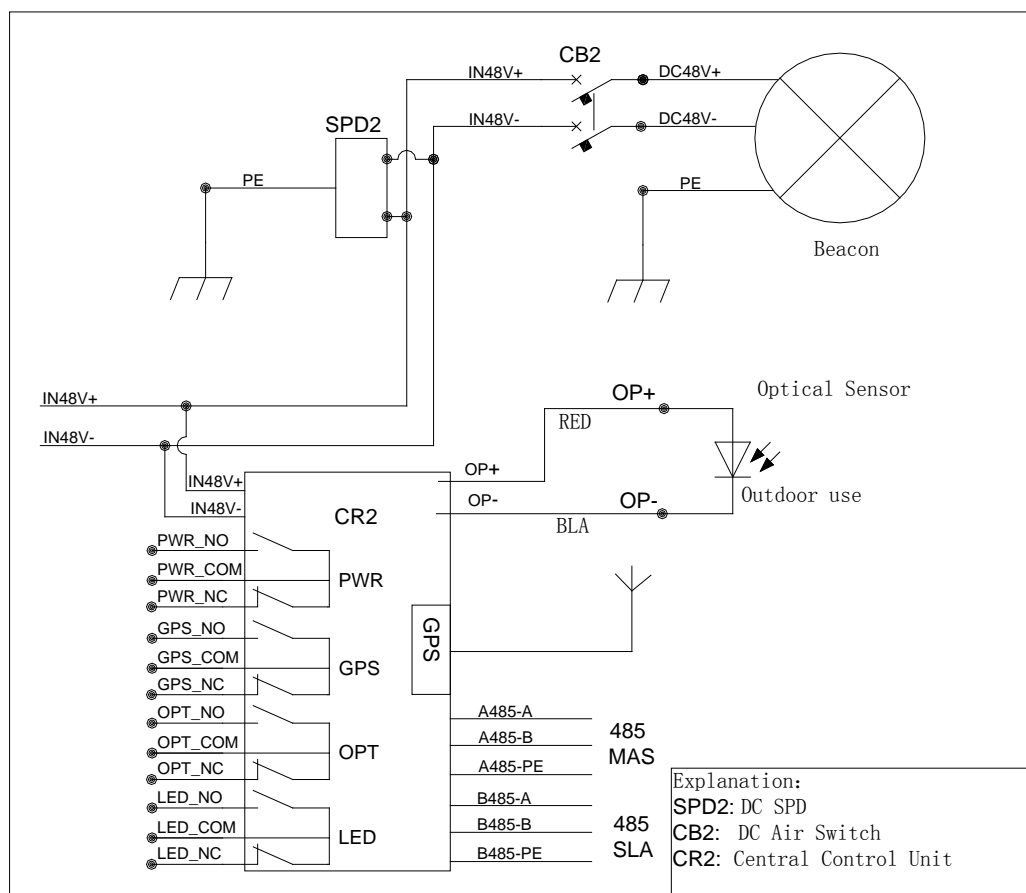 CB2
IN48V+
DC48V+
SPD2
IN48V-
DC48V-
PE
PE
Beacon
IN48V+
OP+
Optical Sensor
RED
IN48V-
OP+
IN48V+
OP-
OP-
Outdoor use
IN48V-
CR2
BLA
PWR_NO
PWR_COM
PWR
PWR_NC
GPS_NO
GPS
GPS_COM
GPS
GPS_NC
OPT_NO
A485-A
485
MAS
OPT_COM
OPT
A485-B
OPT_NC
A485-PE
LED_NO
B485-A
LED_COM
LED
B485-B
485
SLA
LED_NC
B485-PE
Explanation:
SPD2: DC SPD
CB2: DC Air Switch
CR2: Central Control Unit